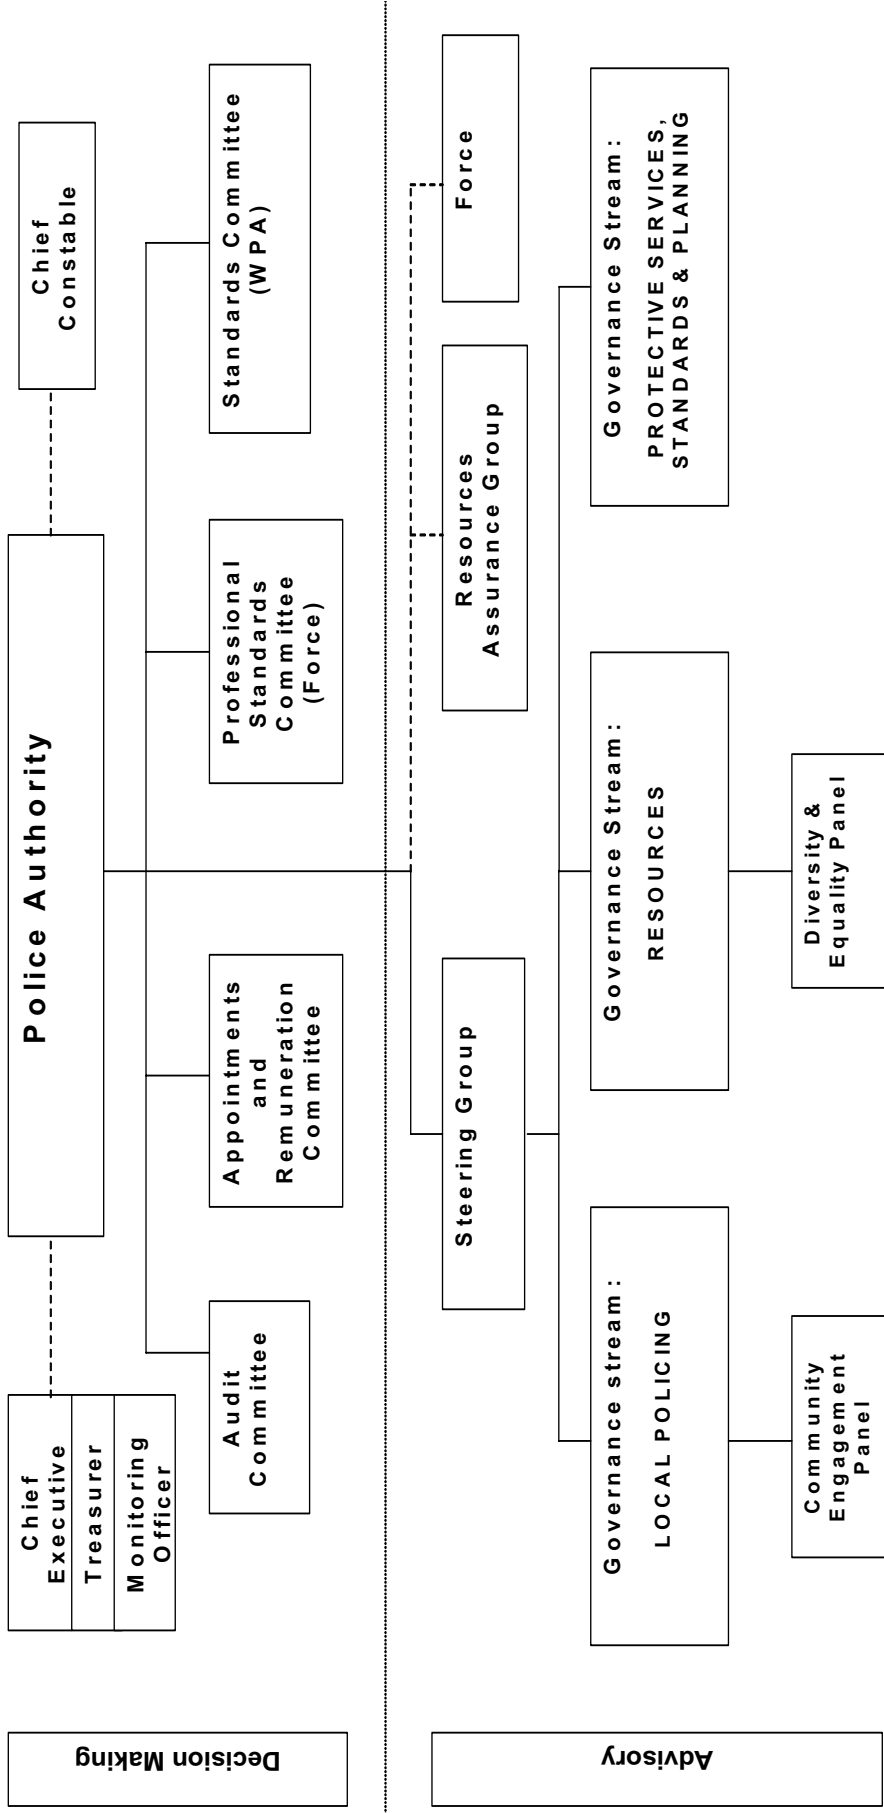 Decision Making
Chief
Executive
Treasurer
Monitoring
Officer
Police Authority
Chief
Constable
Audit
Committee
Appointments
and
Remuneration
Committee
Professional
Standards
Committee
(Force)
Standards Committee
(WPA)
Advisory
Steering Group
Resources
Assurance Group
Force
Governance stream:
LOCAL POLICING
Governance Stream:
RESOURCES
Governance Stream:
PROTECTIVE SERVICES,
STANDARDS & PLANNING
Community
Engagement
Panel
Diversity &
Equality Panel